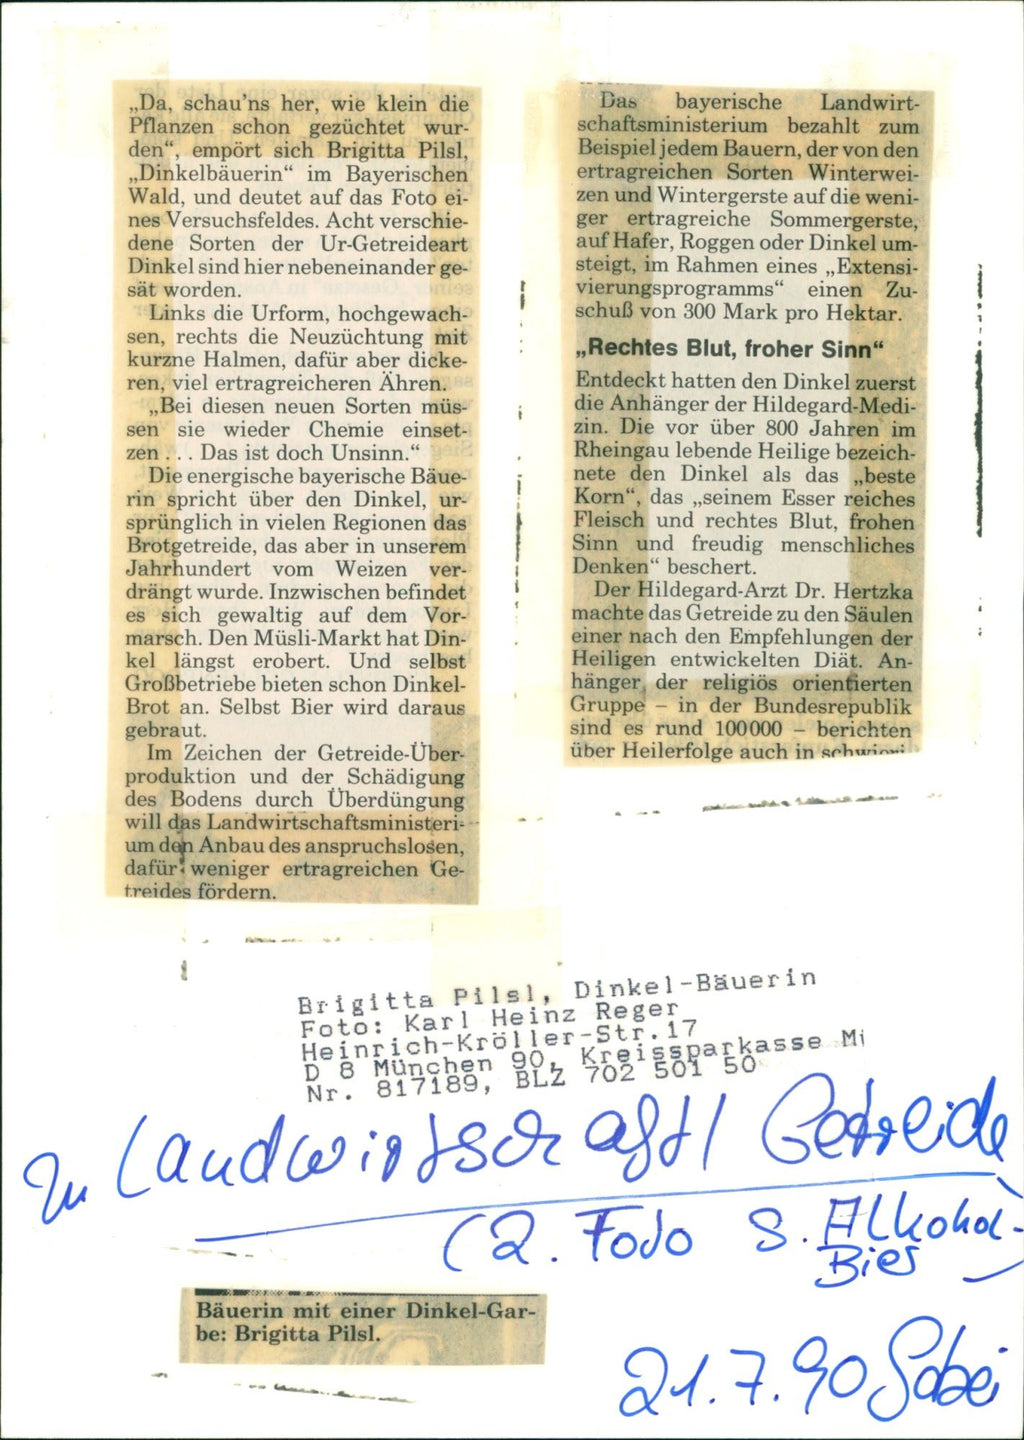 „Da, schau'ns her, wie klein die
Pflanzen schon gezüchtet wur-
den“, empört sich Brigitta Pilsl,
„Dinkelbäuerin“ im Bayerischen
Wald, und deutet auf das Foto ei-
nes Versuchsfeldes. Acht verschie-
dene Sorten der Ur-Getreideart
Dinkel sind hier nebeneinander ge-
sät worden.
Links die Urform, hochgewach-
sen, rechts die Neuzüchtung mit
kurzne Halmen, dafür aber dicke-
ren, viel ertragreicheren Ähren.
„Bei diesen neuen Sorten müs-
sen sie wieder Chemie einset-
zen . . . Das ist doch Unsinn.“
Die energische bayerische Bäue-
rin spricht über den Dinkel, ur-
sprünglich in vielen Regionen das
Brotgetreide, das aber in unserem
Jahrhundert vom Weizen ver-
drängt wurde. Inzwischen befindet
es sich gewaltig auf dem Vor-
marsch. Den Müsli-Markt hat Din-
kel längst erobert. Und selbst
Großbetriebe bieten schon Dinkel-
Brot an. Selbst Bier wird daraus
gebraut.
Im Zeichen der Getreide-Über-
produktion und der Schädigung
des Bodens durch Überdüngung
will das Landwirtschaftsministeri-
um den Anbau des anspruchslosen,
dafür weniger ertragreichen Ge-
treides fördern.
Das bayerische Landwirt-
schaftsministerium bezahlt zum
Beispiel jedem Bauern, der von den
ertragreichen Sorten Winterwei-
zen und Wintergerste auf die weni-
ger ertragreiche Sommergerste,
auf Hafer, Roggen oder Dinkel um-
steigt, im Rahmen eines „Extensi-
vierungsprogramms“ einen Zu-
schuß von 300 Mark pro Hektar.
„Rechtes Blut, froher Sinn“
Entdeckt hatten den Dinkel zuerst
die Anhänger der Hildegard-Medi-
zin. Die vor über 800 Jahren im
Rheingau lebende Heilige bezeich-
nete den Dinkel als das „beste
Korn“, das „seinem Esser reiches
Fleisch und rechtes Blut, frohen
Sinn und freudig menschliches
Denken“ beschert.
Der Hildegard-Arzt Dr. Hertzka
machte das Getreide zu den Säulen
einer nach den Empfehlungen der
Heiligen entwickelten Diät. An-
hänger der religiös orientierten
Gruppe – in der Bundesrepublik
sind es rund 100 000 – berichten
über Heilerfolge auch in schwieri
Brigitta Pilsl, Dinkel-Bäuerin
Foto: Karl Heinz Reger
Heinrich-Kröller-Str.17
D 8 München 90, Kreissparkasse Mi
Nr. 817189, BLZ 702 501 50
zu Landwirtschaft/Getreide
(2. Foto s. Alkohol-
Bier)
Bäuerin mit einer Dinkel-Gar-
be: Brigitta Pilsl.
21.7.90